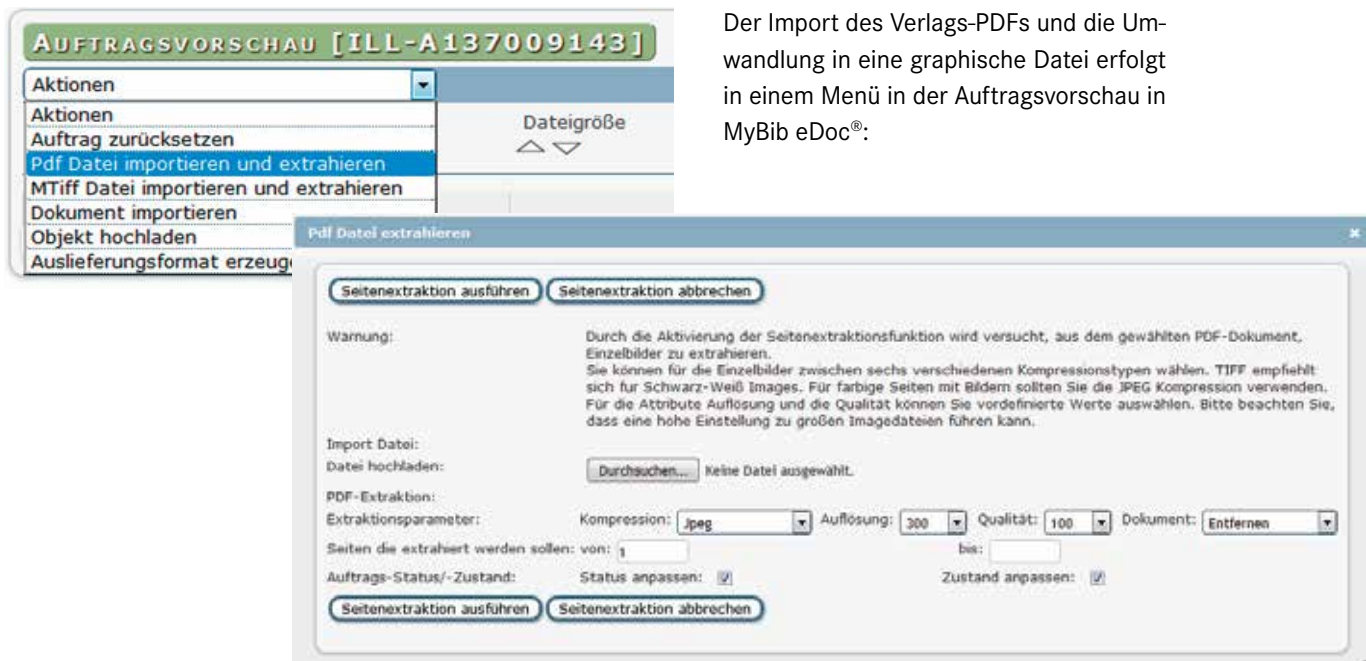 Der Import des Verlags-PDFs und die Um-
wandlung in eine graphische Datei erfolgt
in einem Menü in der Auftragsvorschau in
MyBib eDoc®:
AUFTRAGSVORSCHAU [ILL-A137009143]
Aktionen
Aktionen
Auftrag zurücksetzen
Pdf Datei importieren und extrahieren
MTiff Datei importieren und extrahieren
Dokument importieren
Objekt hochladen
Auslieferungsformat erzeuge
Dateigröße
Pdf Datei extrahieren
Seitenextraktion ausführen Seitenextraktion abbrechen
Warnung: Durch die Aktivierung der Seitenextraktionsfunktion wird versucht, aus dem gewählten PDF-Dokument,
Einzelbilder zu extrahieren.
Sie können für die Einzelbilder zwischen sechs verschiedenen Kompressionstypen wählen. TIFF empfiehlt
sich fur Schwarz-Weiß Images. Für farbige Seiten mit Bildern sollten Sie die JPEG Kompression verwenden.
Für die Attribute Auflösung und die Qualität können Sie vordefinierte Werte auswählen. Bitte beachten Sie,
dass eine hohe Einstellung zu großen Imagedateien führen kann.
Import Datei:
Datei hochladen: Durchsuchen... Keine Datei ausgewählt.
PDF-Extraktion:
Extraktionsparameter: Kompression: Jpeg Auflösung: 300 Qualität: 100 Dokument: Entfernen
Seiten die extrahiert werden sollen: von: 1 bis:
Auftrags-Status/-Zustand: Status anpassen: Zustand anpassen:
Seitenextraktion ausführen Seitenextraktion abbrechen